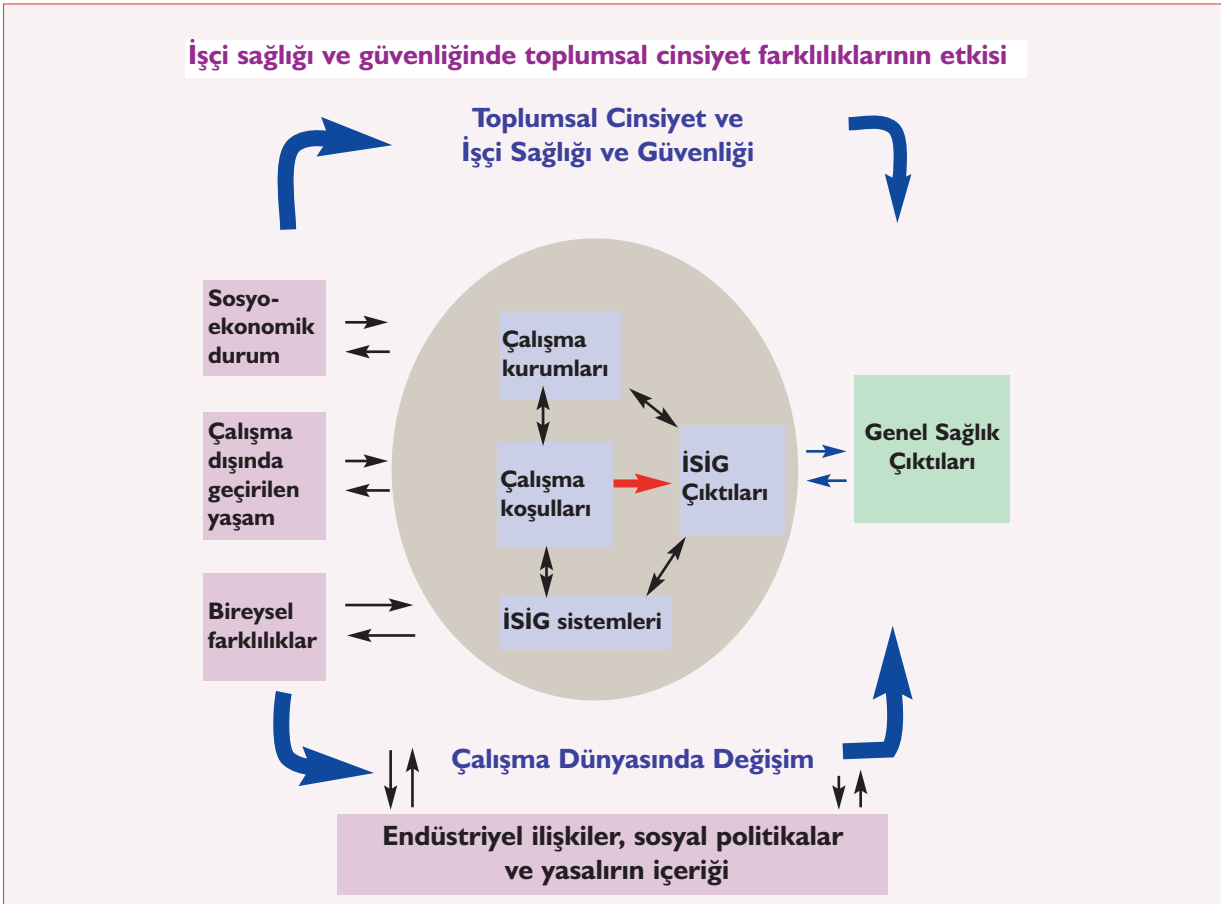 İşçi sağlığı ve güvenliğinde toplumsal cinsiyet farklılıklarının etkisi
Toplumsal Cinsiyet ve
İşçi Sağlığı ve Güvenliği
Sosyo-
ekonomik
durum
Çalışma
dışında
geçirilen
yaşam
Bireysel
farklılıklar
Çalışma
kurumları
Çalışma
koşulları
İSİG
Çıktıları
İSİG sistemleri
Genel Sağlık
Çıktıları
Çalışma Dünyasında Değişim
Endüstriyel ilişkiler, sosyal politikalar
ve yasalırın içeriği